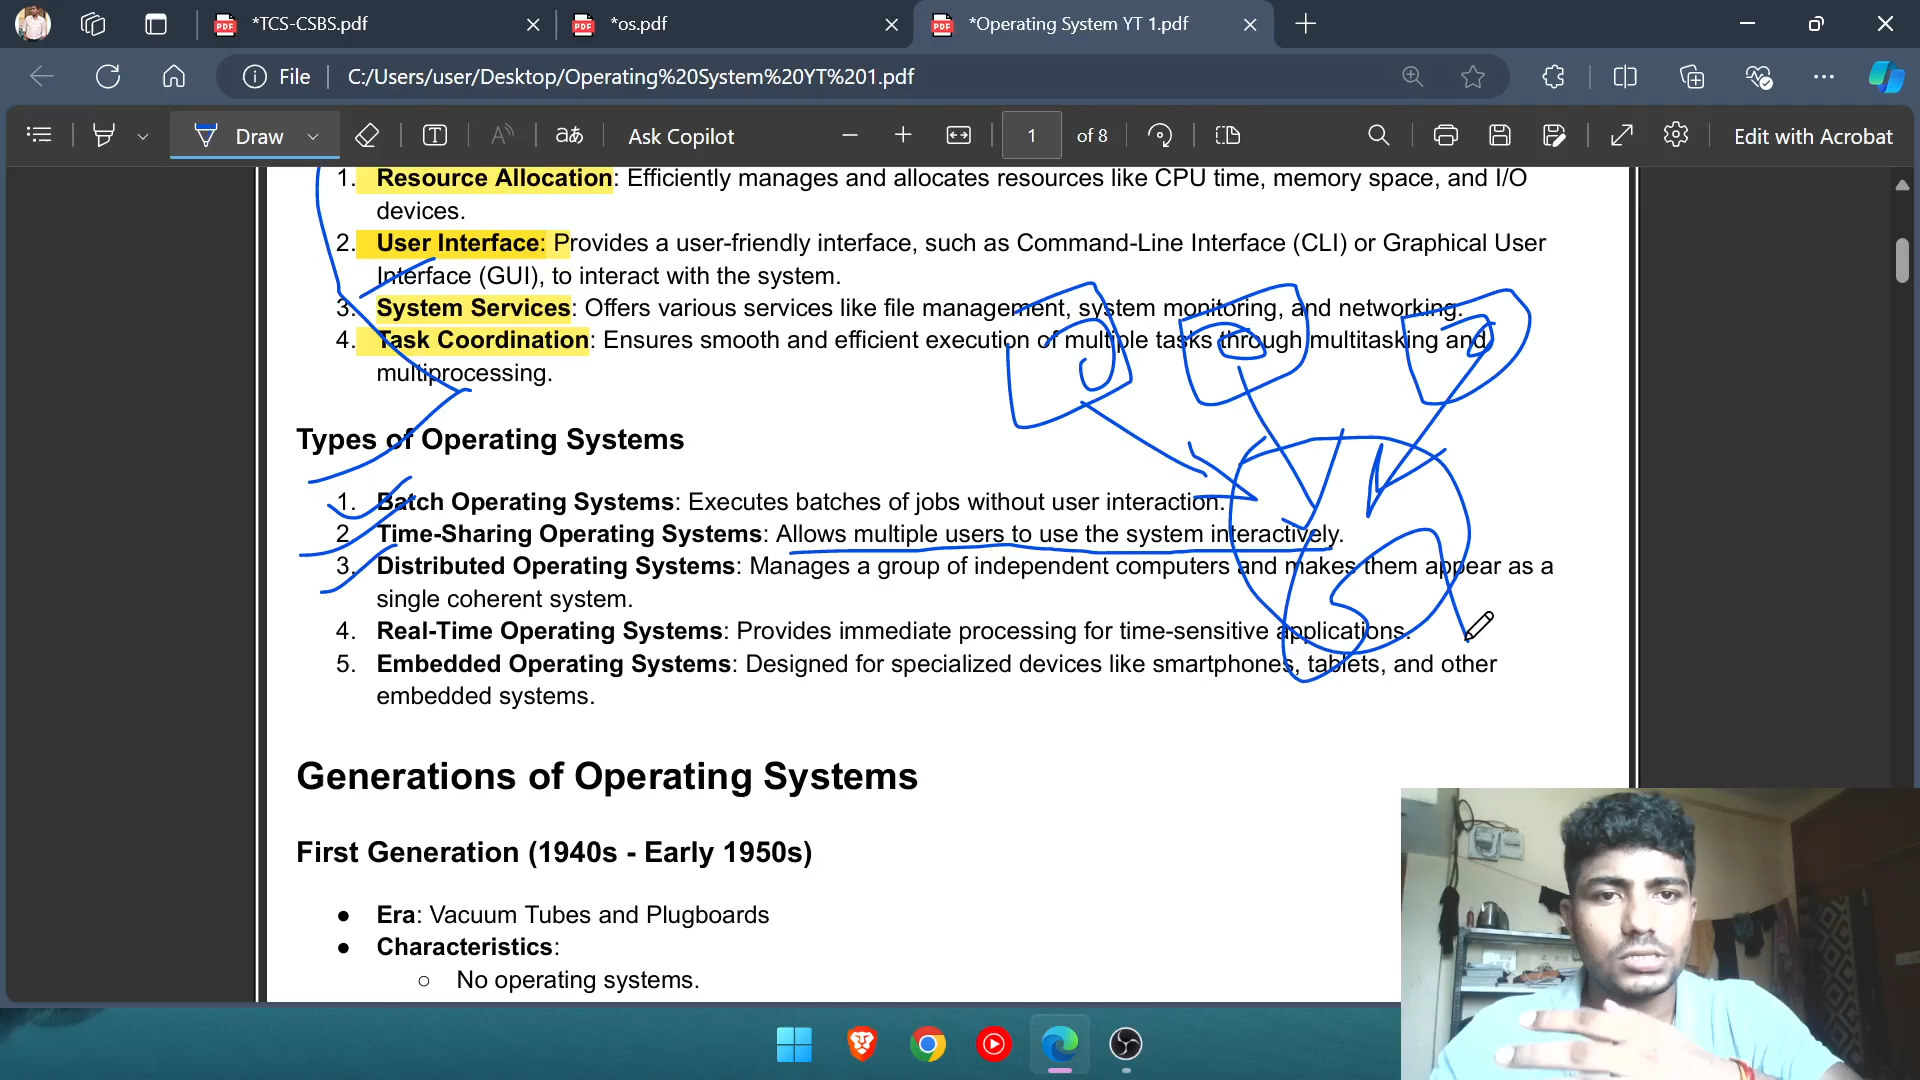 *TCS-CSBS.pdf
*os.pdf
*Operating System YT 1.pdf
File
C:/Users/user/Desktop/Operating%20System%20YT%201.pdf
Draw
Ask Copilot
1
of 8
Edit with Acrobat
1. Resource Allocation: Efficiently manages and allocates resources like CPU time, memory space, and I/O
devices.
2. User Interface: Provides a user-friendly interface, such as Command-Line Interface (CLI) or Graphical User
Interface (GUI), to interact with the system.
3. System Services: Offers various services like file management, system monitoring, and networking.
4. Task Coordination: Ensures smooth and efficient execution of multiple tasks through multitasking and
multiprocessing.
Types of Operating Systems
1. Batch Operating Systems: Executes batches of jobs without user interaction.
2. Time-Sharing Operating Systems: Allows multiple users to use the system interactively.
3. Distributed Operating Systems: Manages a group of independent computers and makes them appear as a
single coherent system.
4. Real-Time Operating Systems: Provides immediate processing for time-sensitive applications.
5. Embedded Operating Systems: Designed for specialized devices like smartphones, tablets, and other
embedded systems.
Generations of Operating Systems
First Generation (1940s - Early 1950s)
● Era: Vacuum Tubes and Plugboards
● Characteristics:
○ No operating systems.